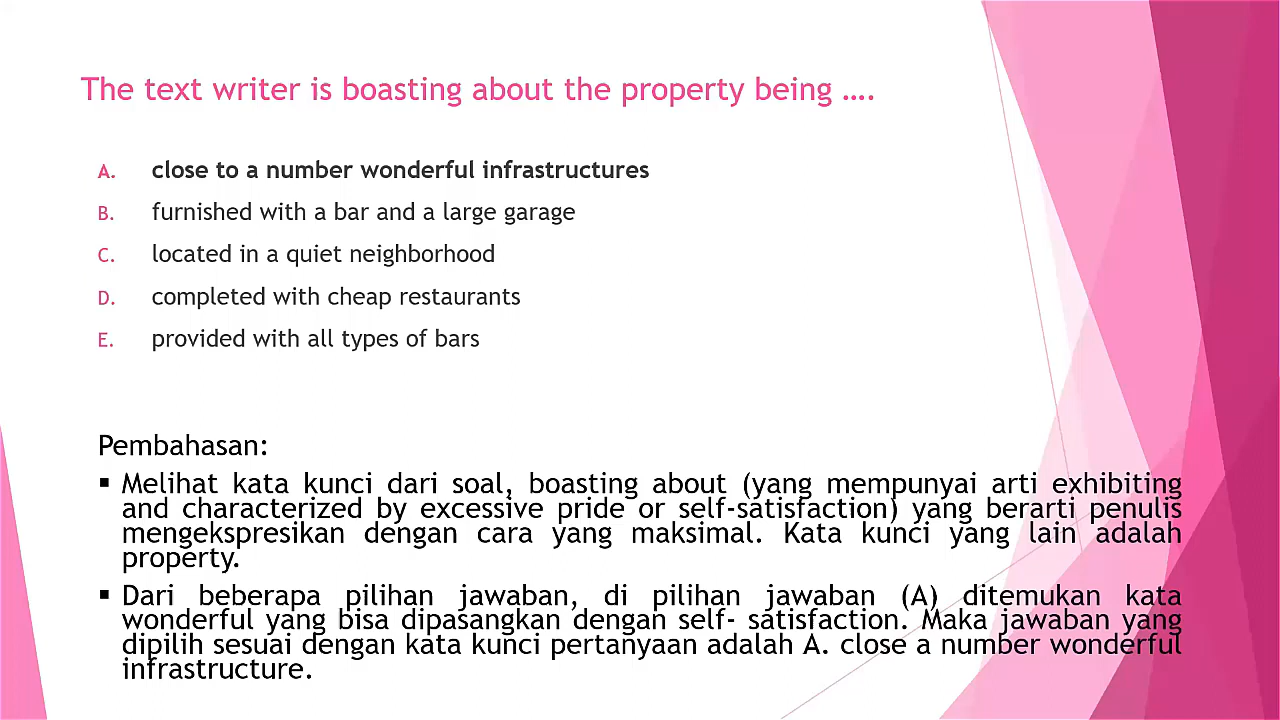 The text writer is boasting about the property being ....
A. close to a number wonderful infrastructures
B. furnished with a bar and a large garage
C. located in a quiet neighborhood
D. completed with cheap restaurants
E. provided with all types of bars
Pembahasan:
▪ Melihat kata kunci dari soal, boasting about (yang mempunyai arti exhibiting
and characterized by excessive pride or self-satisfaction) yang berarti penulis
mengekspresikan dengan cara yang maksimal. Kata kunci yang lain adalah
property.
▪ Dari beberapa pilihan jawaban, di pilihan jawaban (A) ditemukan kata
wonderful yang bisa dipasangkan dengan self- satisfaction. Maka jawaban yang
dipilih sesuai dengan kata kunci pertanyaan adalah A. close a number wonderful
infrastructure.